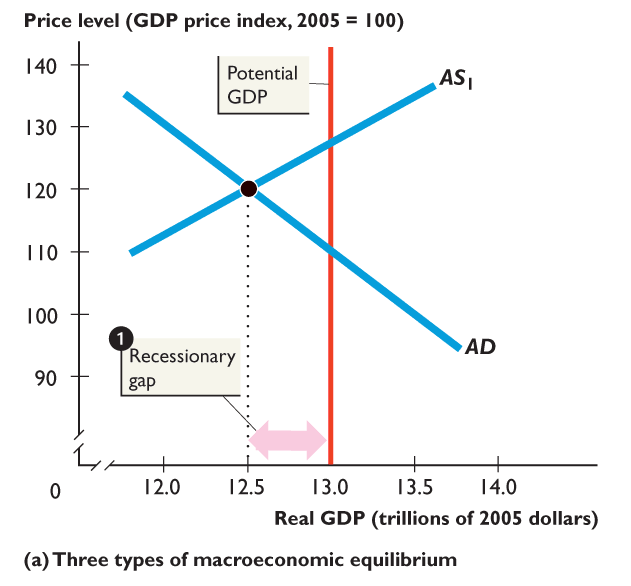 Price level (GDP price index, 2005 = 100)
140
Potential
GDP
AS1
130
120
110
100
1
Recessionary
gap
AD
90
0
12.0 12.5 13.0 13.5 14.0
Real GDP (trillions of 2005 dollars)
(a) Three types of macroeconomic equilibrium